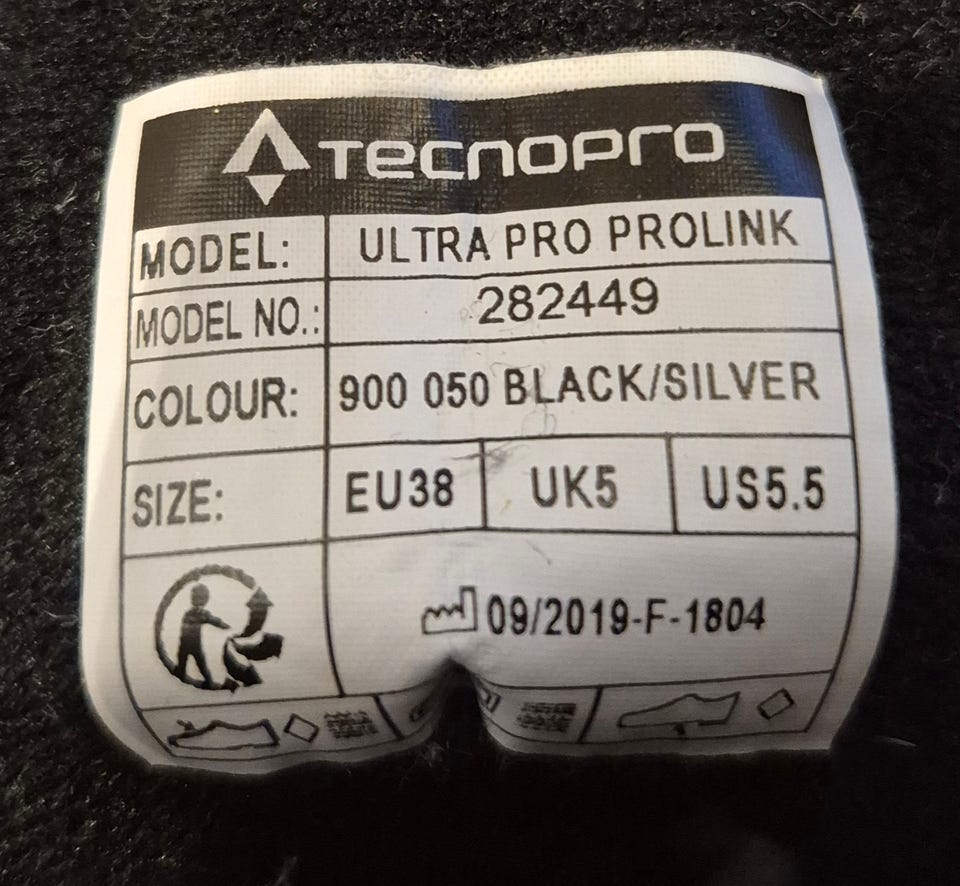 TECNOPRO
MODEL: ULTRA PRO PROLINK
MODEL NO.: 282449
COLOUR: 900 050 BLACK/SILVER
SIZE: EU38 UK5 US5.5
09/2019-F-1804